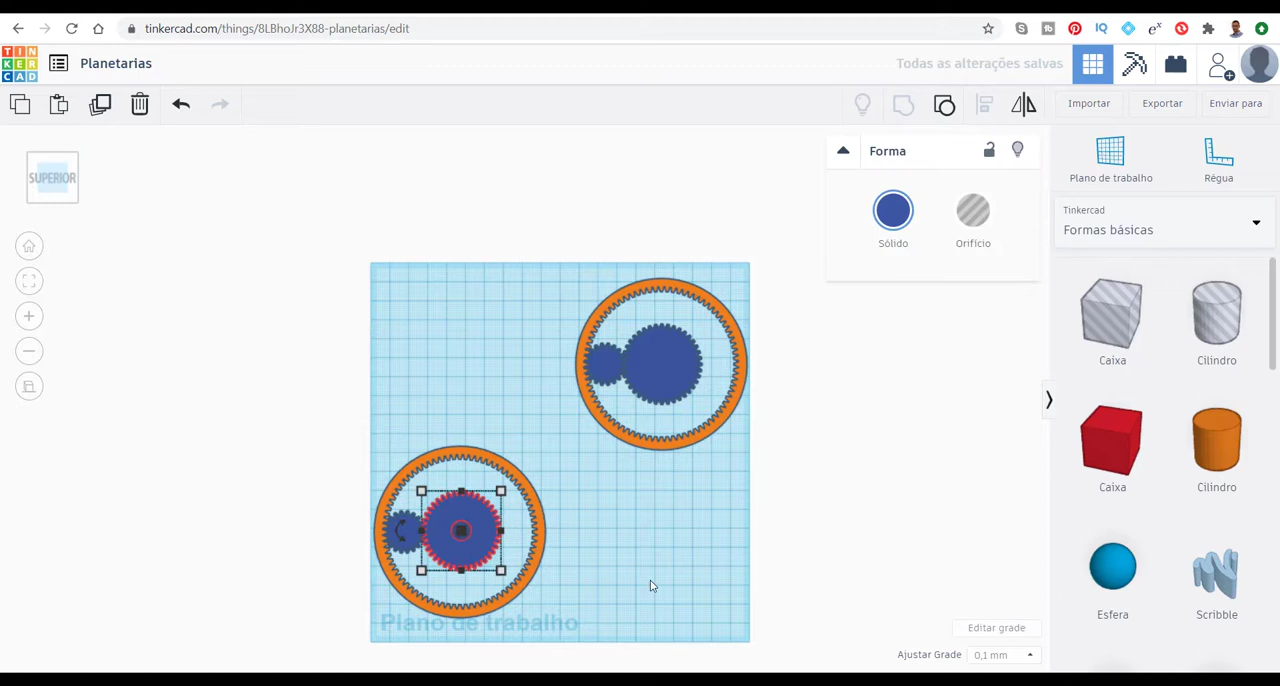 tinkercad.com/things/8LBhoJr3X88-planetarias/edit
IQ
e^x
TIN
KER
CAD
Planetarias
Todas as alterações salvas
Importar
Exportar
Enviar para
SUPERIOR
Forma
Sólido
Orifício
Plano de trabalho
Régua
Tinkercad
Formas básicas
Caixa
Cilindro
Caixa
Cilindro
Esfera
Scribble
Plano de trabalho
Editar grade
Ajustar Grade
0,1 mm